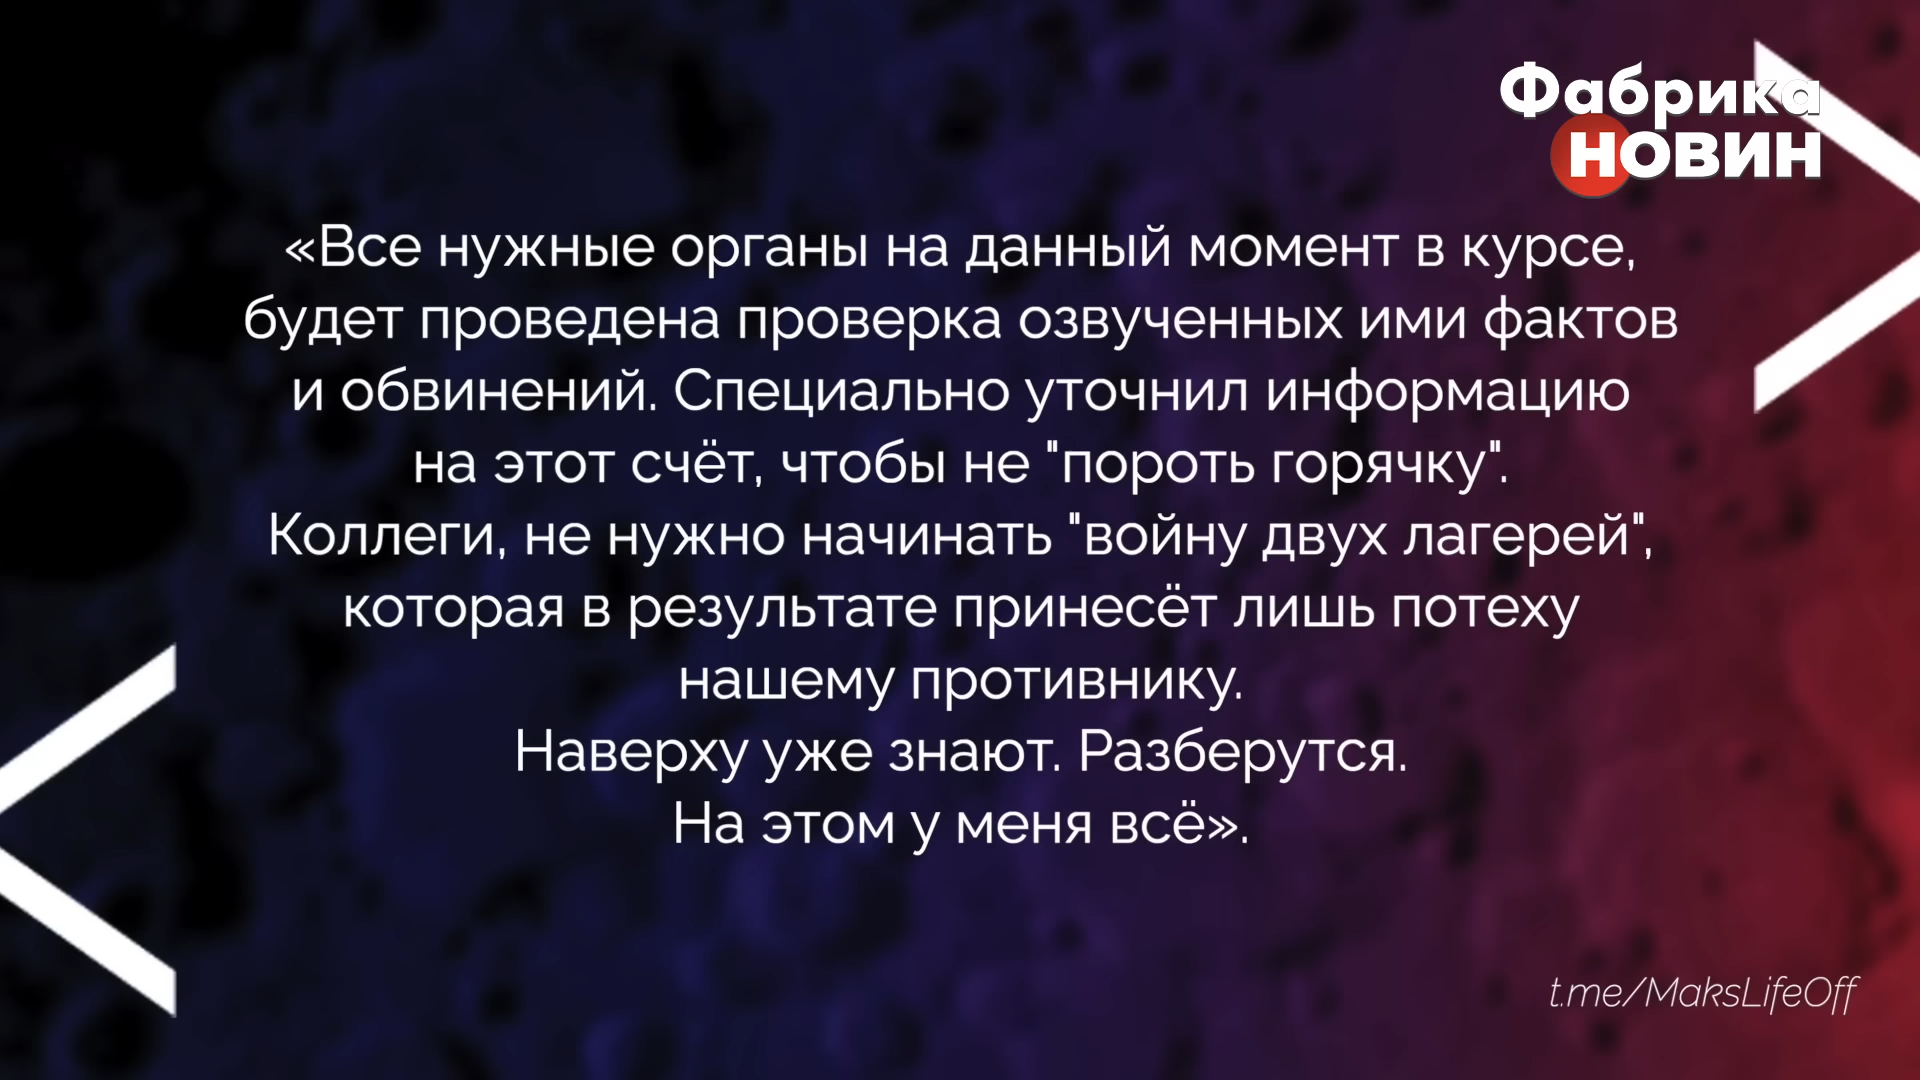 Фабрика
новин
«Все нужные органы на данный момент в курсе,
будет проведена проверка озвученных ими фактов
и обвинений. Специально уточнил информацию
на этот счёт, чтобы не "пороть горячку".
Коллеги, не нужно начинать "войну двух лагерей",
которая в результате принесёт лишь потеху
нашему противнику.
Наверху уже знают. Разберутся.
На этом у меня всё».
t.me/MaksLifeOff